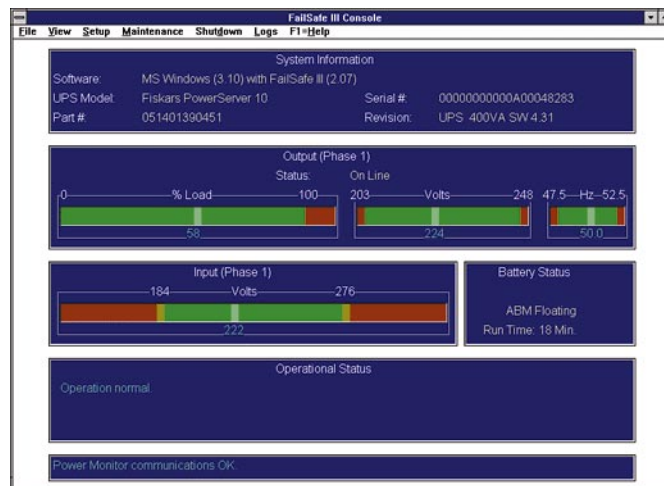 FailSafe III Console
File View Setup Maintenance Shutdown Logs F1=Help
System Information
Software: MS Windows (3.10) with FailSafe III (2.07)
UPS Model: Fiskars PowerServer 10 Serial #: 00000000000A00048283
Part #: 051401390451 Revision: UPS 400VA SW 4.31
Output (Phase 1)
Status: On Line
0 % Load 100 203 Volts 248 47.5 Hz 52.5
58 224 50.0
Input (Phase 1) Battery Status
184 Volts 276
ABM Floating
222 Run Time: 18 Min.
Operational Status
Operation normal.
Power Monitor communications OK